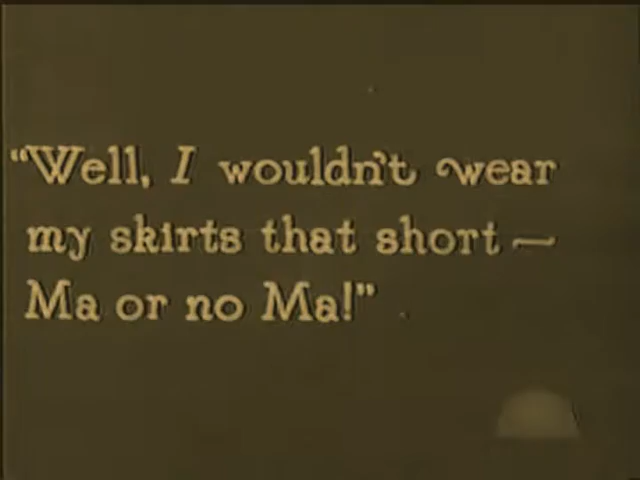 “Well, I wouldn't wear
my skirts that short —
Ma or no Ma!”